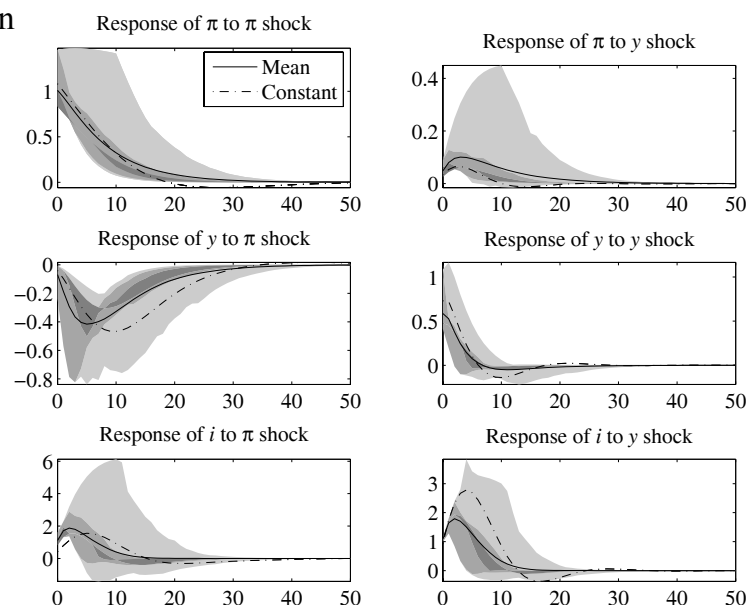 n
Response of π to π shock
Mean
Constant
1
0.5
0
0 10 20 30 40 50
Response of π to y shock
0.4
0.2
0
0 10 20 30 40 50
Response of y to π shock
0
−0.2
−0.4
−0.6
−0.8
0 10 20 30 40 50
Response of y to y shock
1
0.5
0
0 10 20 30 40 50
Response of i to π shock
6
4
2
0
0 10 20 30 40 50
Response of i to y shock
3
2
1
0
0 10 20 30 40 50